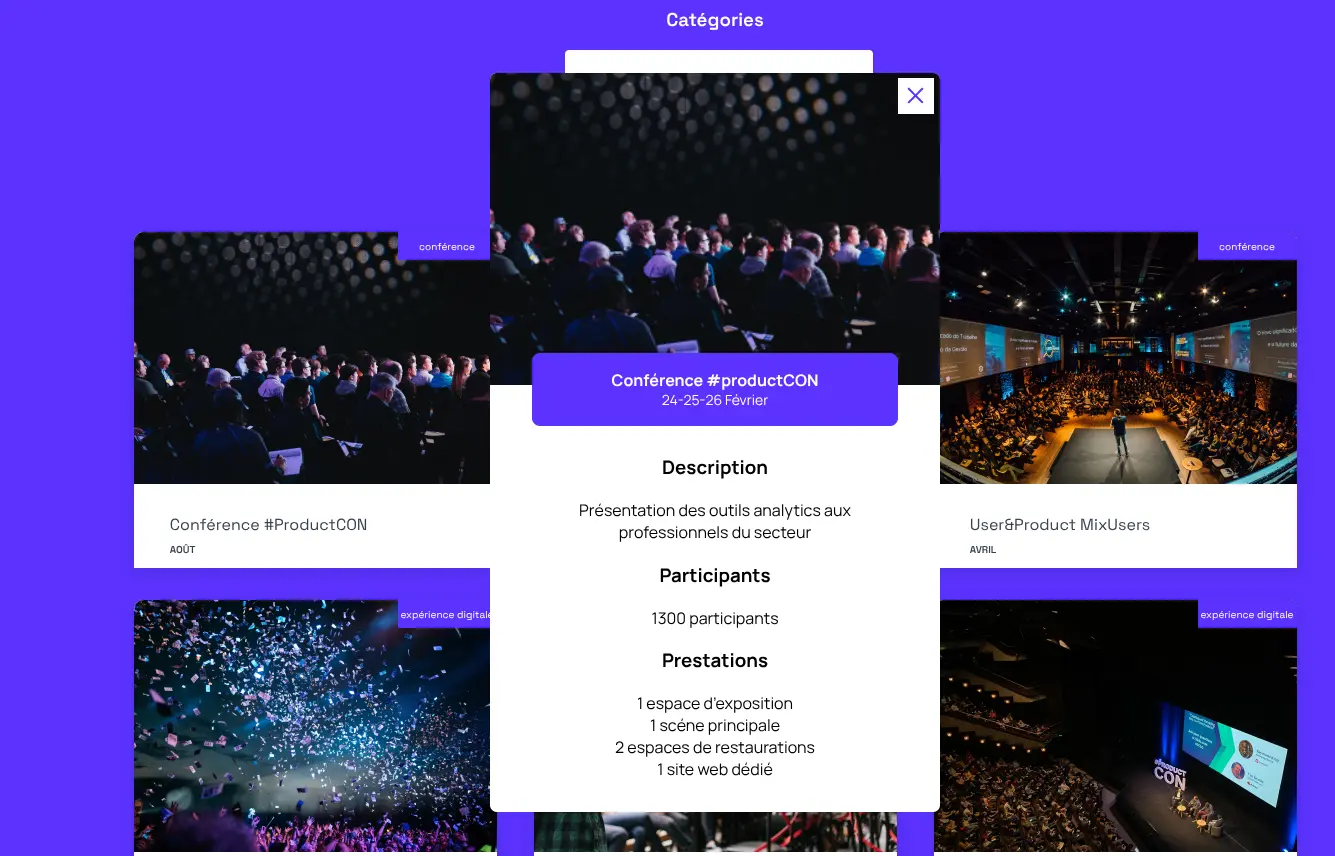 Catégories
conférence
conférence
Conférence #productCON
24-25-26 Février
Description
Présentation des outils analytics aux
professionnels du secteur
Participants
1300 participants
Prestations
1 espace d'exposition
1 scéne principale
2 espaces de restaurations
1 site web dédié
Conférence #ProductCON
AOÛT
User&Product MixUsers
AVRIL
expérience digitale
expérience digitale
PRODUCT
CON